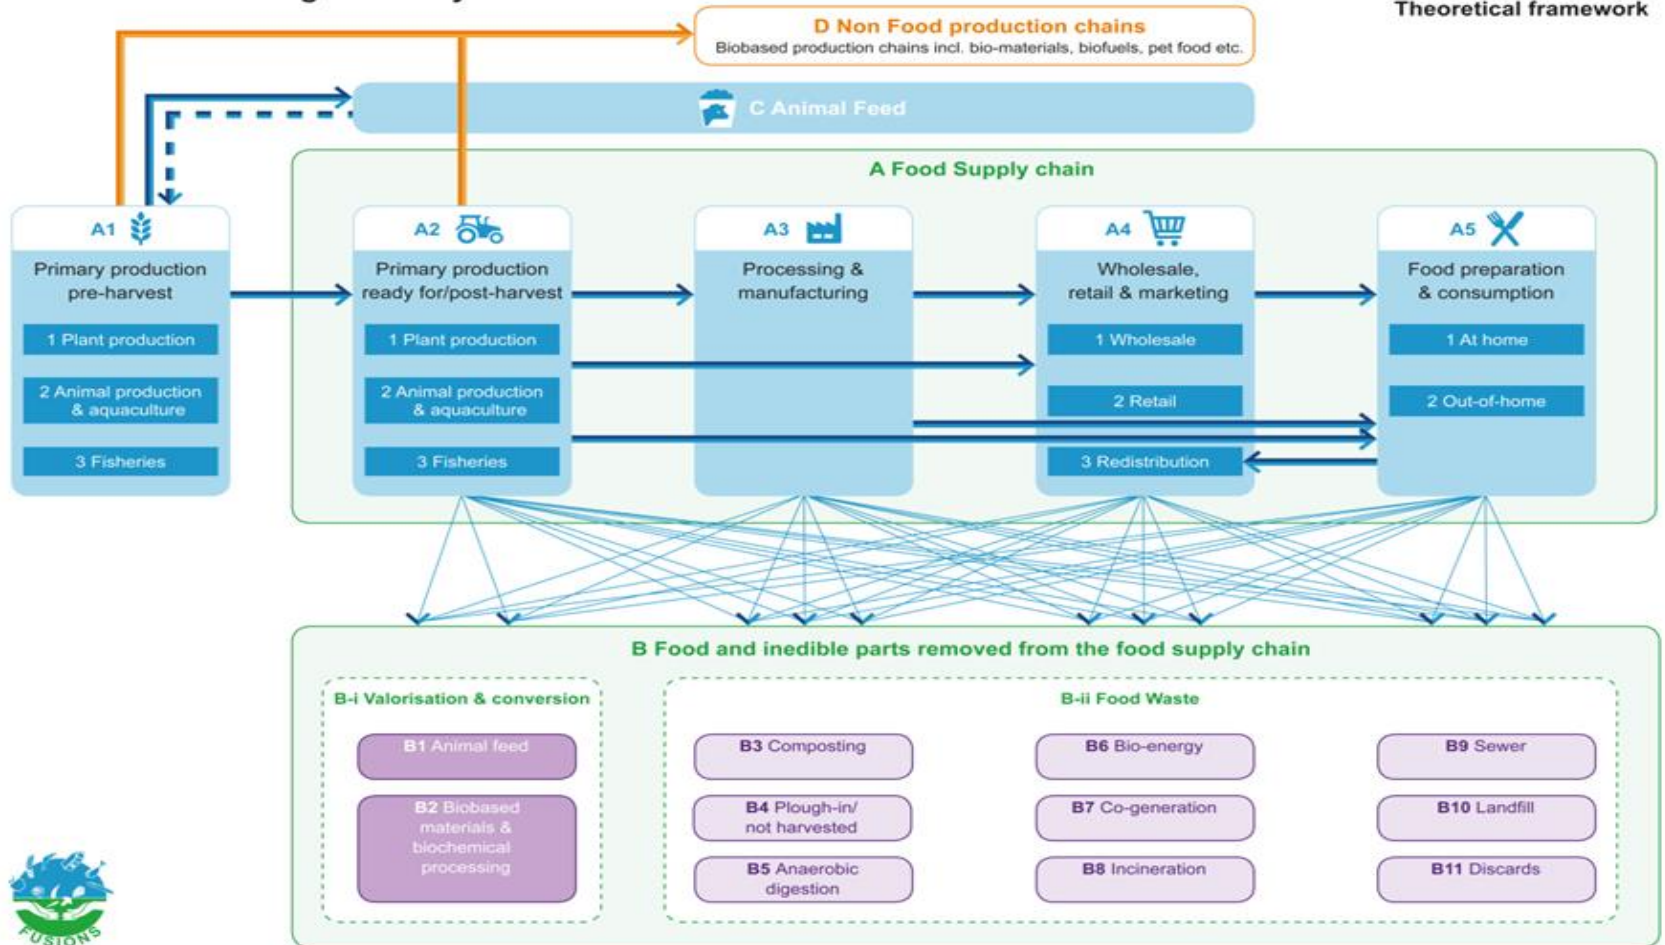 Theoretical framework
D Non Food production chains
Biobased production chains incl. bio-materials, biofuels, pet food etc.
C Animal Feed
A Food Supply chain
A1
Primary production
pre-harvest
1 Plant production
2 Animal production
& aquaculture
3 Fisheries
A2
Primary production
ready for/post-harvest
1 Plant production
2 Animal production
& aquaculture
3 Fisheries
A3
Processing &
manufacturing
A4
Wholesale,
retail & marketing
1 Wholesale
2 Retail
3 Redistribution
A5
Food preparation
& consumption
1 At home
2 Out-of-home
B Food and inedible parts removed from the food supply chain
B-i Valorisation & conversion
B1 Animal feed
B2 Biobased
materials &
biochemical
processing
B-ii Food Waste
B3 Composting
B4 Plough-in/
not harvested
B5 Anaerobic
digestion
B6 Bio-energy
B7 Co-generation
B8 Incineration
B9 Sewer
B10 Landfill
B11 Discards
FUSIONS